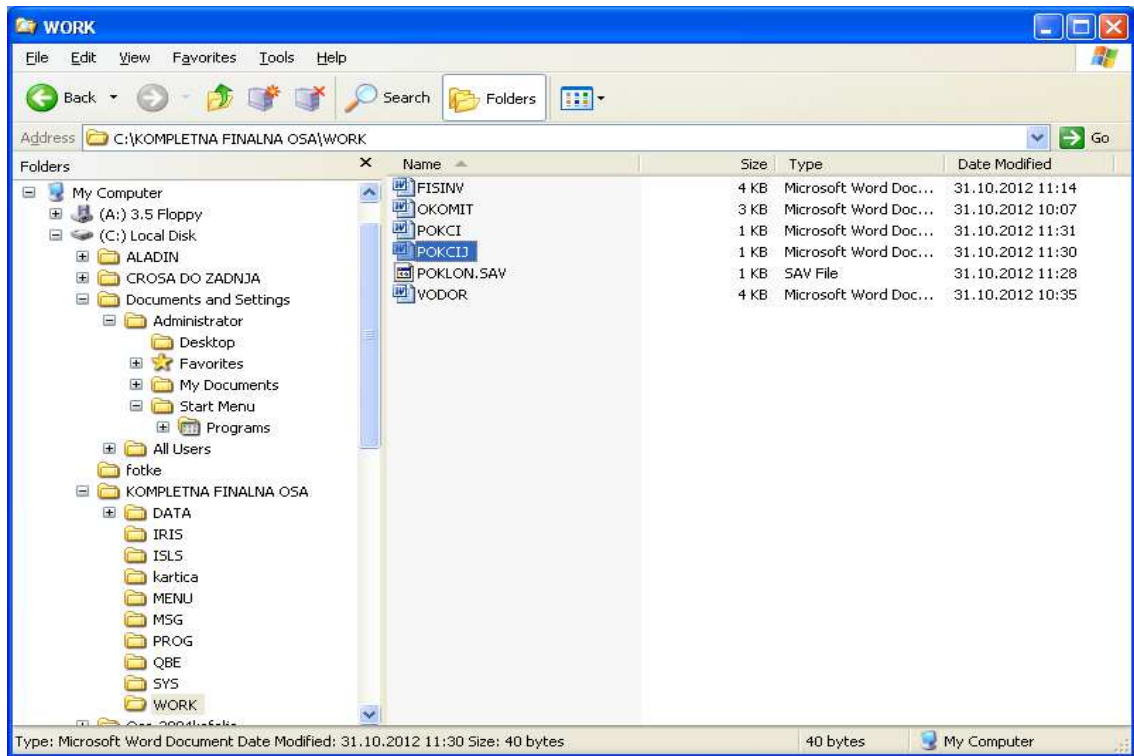 WORK
File Edit View Favorites Tools Help
Back Search Folders
Address C:\KOMPLETNA FINALNA OSA\WORK Go
Folders
My Computer
(A:) 3.5 Floppy
(C:) Local Disk
ALADIN
CROSA DO ZADNJA
Documents and Settings
Administrator
Desktop
Favorites
My Documents
Start Menu
Programs
All Users
fotke
KOMPLETNA FINALNA OSA
DATA
IRIS
ISLS
kartica
MENU
MSG
PROG
QBE
SYS
WORK
Name Size Type Date Modified
FISINV 4 KB Microsoft Word Doc... 31.10.2012 11:14
OKOMIT 3 KB Microsoft Word Doc... 31.10.2012 10:07
POKCI 1 KB Microsoft Word Doc... 31.10.2012 11:31
POKCIJ 1 KB Microsoft Word Doc... 31.10.2012 11:30
POKLON.SAV 1 KB SAV File 31.10.2012 11:28
VODOR 4 KB Microsoft Word Doc... 31.10.2012 10:35
Type: Microsoft Word Document Date Modified: 31.10.2012 11:30 Size: 40 bytes 40 bytes My Computer